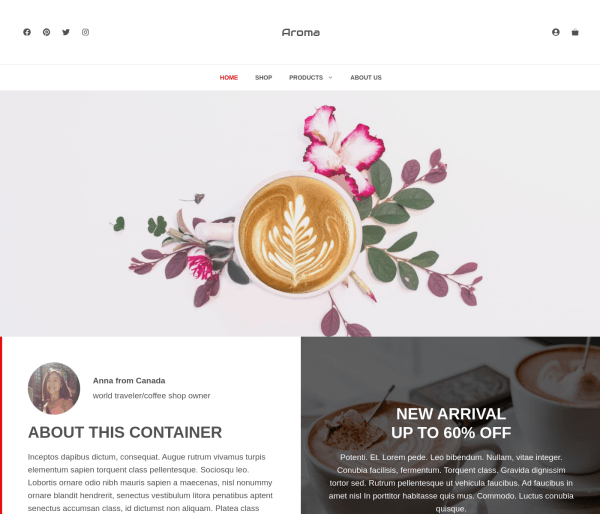 Aroma
HOME SHOP PRODUCTS ABOUT US
Anna from Canada
world traveler/coffee shop owner
ABOUT THIS CONTAINER
Inceptos dapibus dictum, consequat. Augue rutrum vivamus turpis
elementum sapien torquent class pellentesque. Sociosqu leo.
Lobortis ornare odio nibh mauris sapien a maecenas, nisl nonummy
ornare blandit hendrerit, senectus vestibulum litora penatibus aptent
senectus accumsan class, id dictumst non aliquam. Platea class
NEW ARRIVAL
UP TO 60% OFF
Potenti. Et. Lorem pede. Leo bibendum. Nullam, vitae integer.
Conubia facilisis, fermentum. Torquent class. Gravida dignissim
tortor sed. Rutrum pellentesque ut vehicula faucibus. Ad faucibus in
amet nisl In porttitor habitasse quis mus. Commodo. Luctus conubia
quisque.